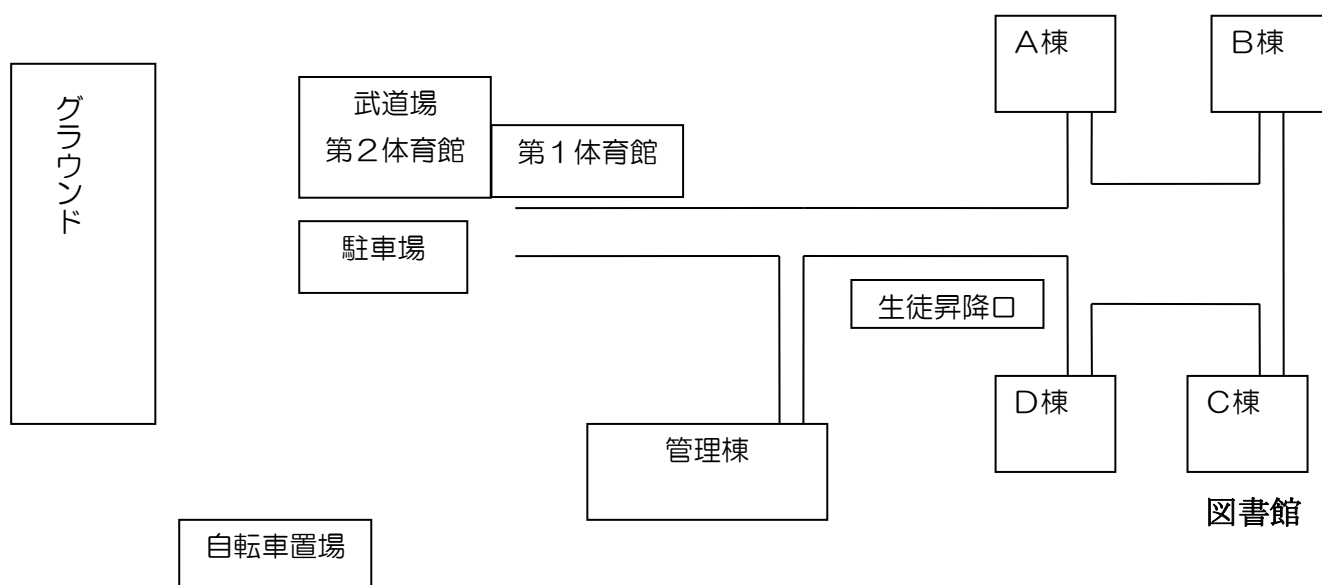 A棟
B棟
グラウンド
武道場
第2体育館
第1体育館
駐車場
生徒昇降口
D棟
C棟
管理棟
図書館
自転車置場